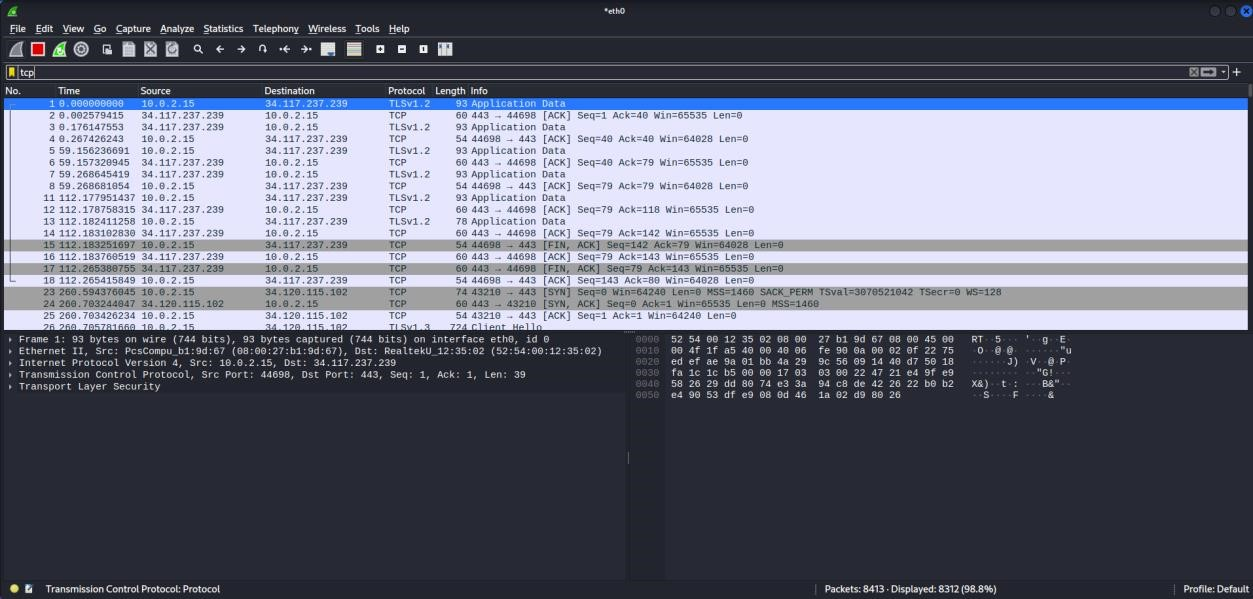 *eth0
File Edit View Go Capture Analyze Statistics Telephony Wireless Tools Help
tcp
No. Time Source Destination Protocol Length Info
1 0.000000000 10.0.2.15 34.117.237.239 TLSv1.2 93 Application Data
2 0.002579415 34.117.237.239 10.0.2.15 TCP 60 443 → 44698 [ACK] Seq=1 Ack=40 Win=65535 Len=0
3 0.176147553 34.117.237.239 10.0.2.15 TLSv1.2 93 Application Data
4 0.267426243 10.0.2.15 34.117.237.239 TCP 54 44698 → 443 [ACK] Seq=40 Ack=40 Win=64028 Len=0
5 59.156236691 10.0.2.15 34.117.237.239 TLSv1.2 93 Application Data
6 59.157320945 34.117.237.239 10.0.2.15 TCP 60 443 → 44698 [ACK] Seq=40 Ack=79 Win=65535 Len=0
7 59.268645419 34.117.237.239 10.0.2.15 TLSv1.2 93 Application Data
8 59.268681054 10.0.2.15 34.117.237.239 TCP 54 44698 → 443 [ACK] Seq=79 Ack=79 Win=64028 Len=0
11 112.177951437 10.0.2.15 34.117.237.239 TLSv1.2 93 Application Data
12 112.178758315 34.117.237.239 10.0.2.15 TCP 60 443 → 44698 [ACK] Seq=79 Ack=118 Win=65535 Len=0
13 112.182411258 10.0.2.15 34.117.237.239 TLSv1.2 78 Application Data
14 112.183102830 34.117.237.239 10.0.2.15 TCP 60 443 → 44698 [ACK] Seq=79 Ack=142 Win=65535 Len=0
15 112.183251697 10.0.2.15 34.117.237.239 TCP 54 44698 → 443 [FIN, ACK] Seq=142 Ack=79 Win=64028 Len=0
16 112.183760519 34.117.237.239 10.0.2.15 TCP 60 443 → 44698 [ACK] Seq=79 Ack=143 Win=65535 Len=0
17 112.265380755 34.117.237.239 10.0.2.15 TCP 60 443 → 44698 [FIN, ACK] Seq=79 Ack=143 Win=65535 Len=0
18 112.265415849 10.0.2.15 34.117.237.239 TCP 54 44698 → 443 [ACK] Seq=143 Ack=80 Win=64028 Len=0
23 260.594376045 10.0.2.15 34.120.115.102 TCP 74 43210 → 443 [SYN] Seq=0 Win=64240 Len=0 MSS=1460 SACK_PERM TSval=3070521042 TSecr=0 WS=128
24 260.703244047 34.120.115.102 10.0.2.15 TCP 60 443 → 43210 [SYN, ACK] Seq=0 Ack=1 Win=65535 Len=0 MSS=1460
25 260.703426234 10.0.2.15 34.120.115.102 TCP 54 43210 → 443 [ACK] Seq=1 Ack=1 Win=64240 Len=0
26 260.705781660 10.0.2.15 34.120.115.102 TLSv1.3 724 Client Hello
Frame 1: 93 bytes on wire (744 bits), 93 bytes captured (744 bits) on interface eth0, id 0
Ethernet II, Src: PcsCompu_b1:9d:67 (08:00:27:b1:9d:67), Dst: RealtekU_12:35:02 (52:54:00:12:35:02)
Internet Protocol Version 4, Src: 10.0.2.15, Dst: 34.117.237.239
Transmission Control Protocol, Src Port: 44698, Dst Port: 443, Seq: 1, Ack: 1, Len: 39
Transport Layer Security
0000 52 54 00 12 35 02 08 00 27 b1 9d 67 08 00 45 00 RT··5··· '··g··E·
0010 00 4f 1f a5 40 00 40 06 fe 90 0a 00 02 0f 22 75 ·O··@·@· ······"u
0020 ed ef ae 9a 01 bb 4a 29 9c 56 09 14 40 d7 50 18 ······J) ·V··@·P·
0030 fa 1c 1c b5 00 00 17 03 03 00 22 47 21 e4 9f e9 ········ ··"G!···
0040 58 26 29 dd 80 74 e3 3a 94 c8 de 42 26 22 b0 b2 X&)··t·: ···B&"··
0050 e4 90 53 df e9 08 0d 46 1a 02 d9 80 26 ··S····F ····&
Transmission Control Protocol: Protocol
Packets: 8413 · Displayed: 8312 (98.8%)
Profile: Default